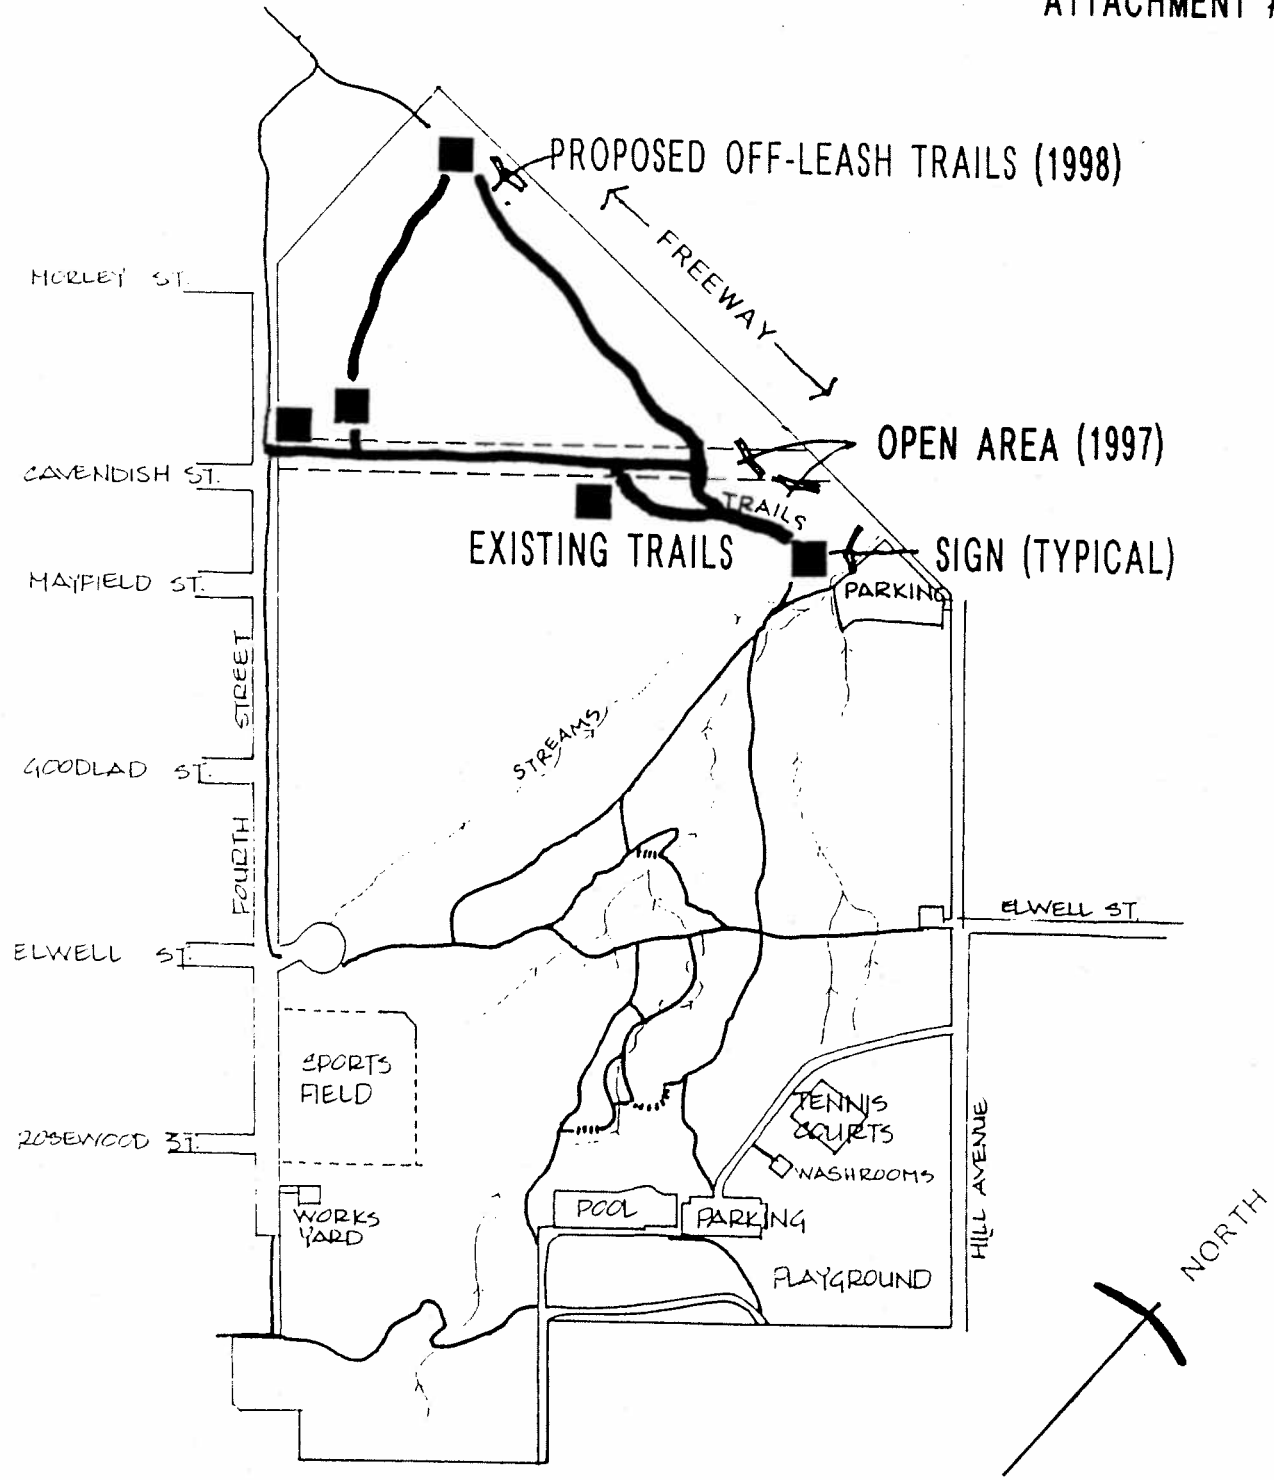 ATTACHMENT #
PROPOSED OFF-LEASH TRAILS (1998)
FREEWAY
MORLEY ST.
OPEN AREA (1997)
CAVENDISH ST.
TRAILS
EXISTING TRAILS
SIGN (TYPICAL)
MAYFIELD ST.
PARKING
FOURTH STREET
STREAMS
GOODLAD ST.
ELWELL ST.
ELWELL ST.
SPORTS
FIELD
TENNIS
COURTS
ROSEWOOD ST.
WASHROOMS
HILL AVENUE
WORKS
YARD
POOL
PARKING
PLAYGROUND
NORTH